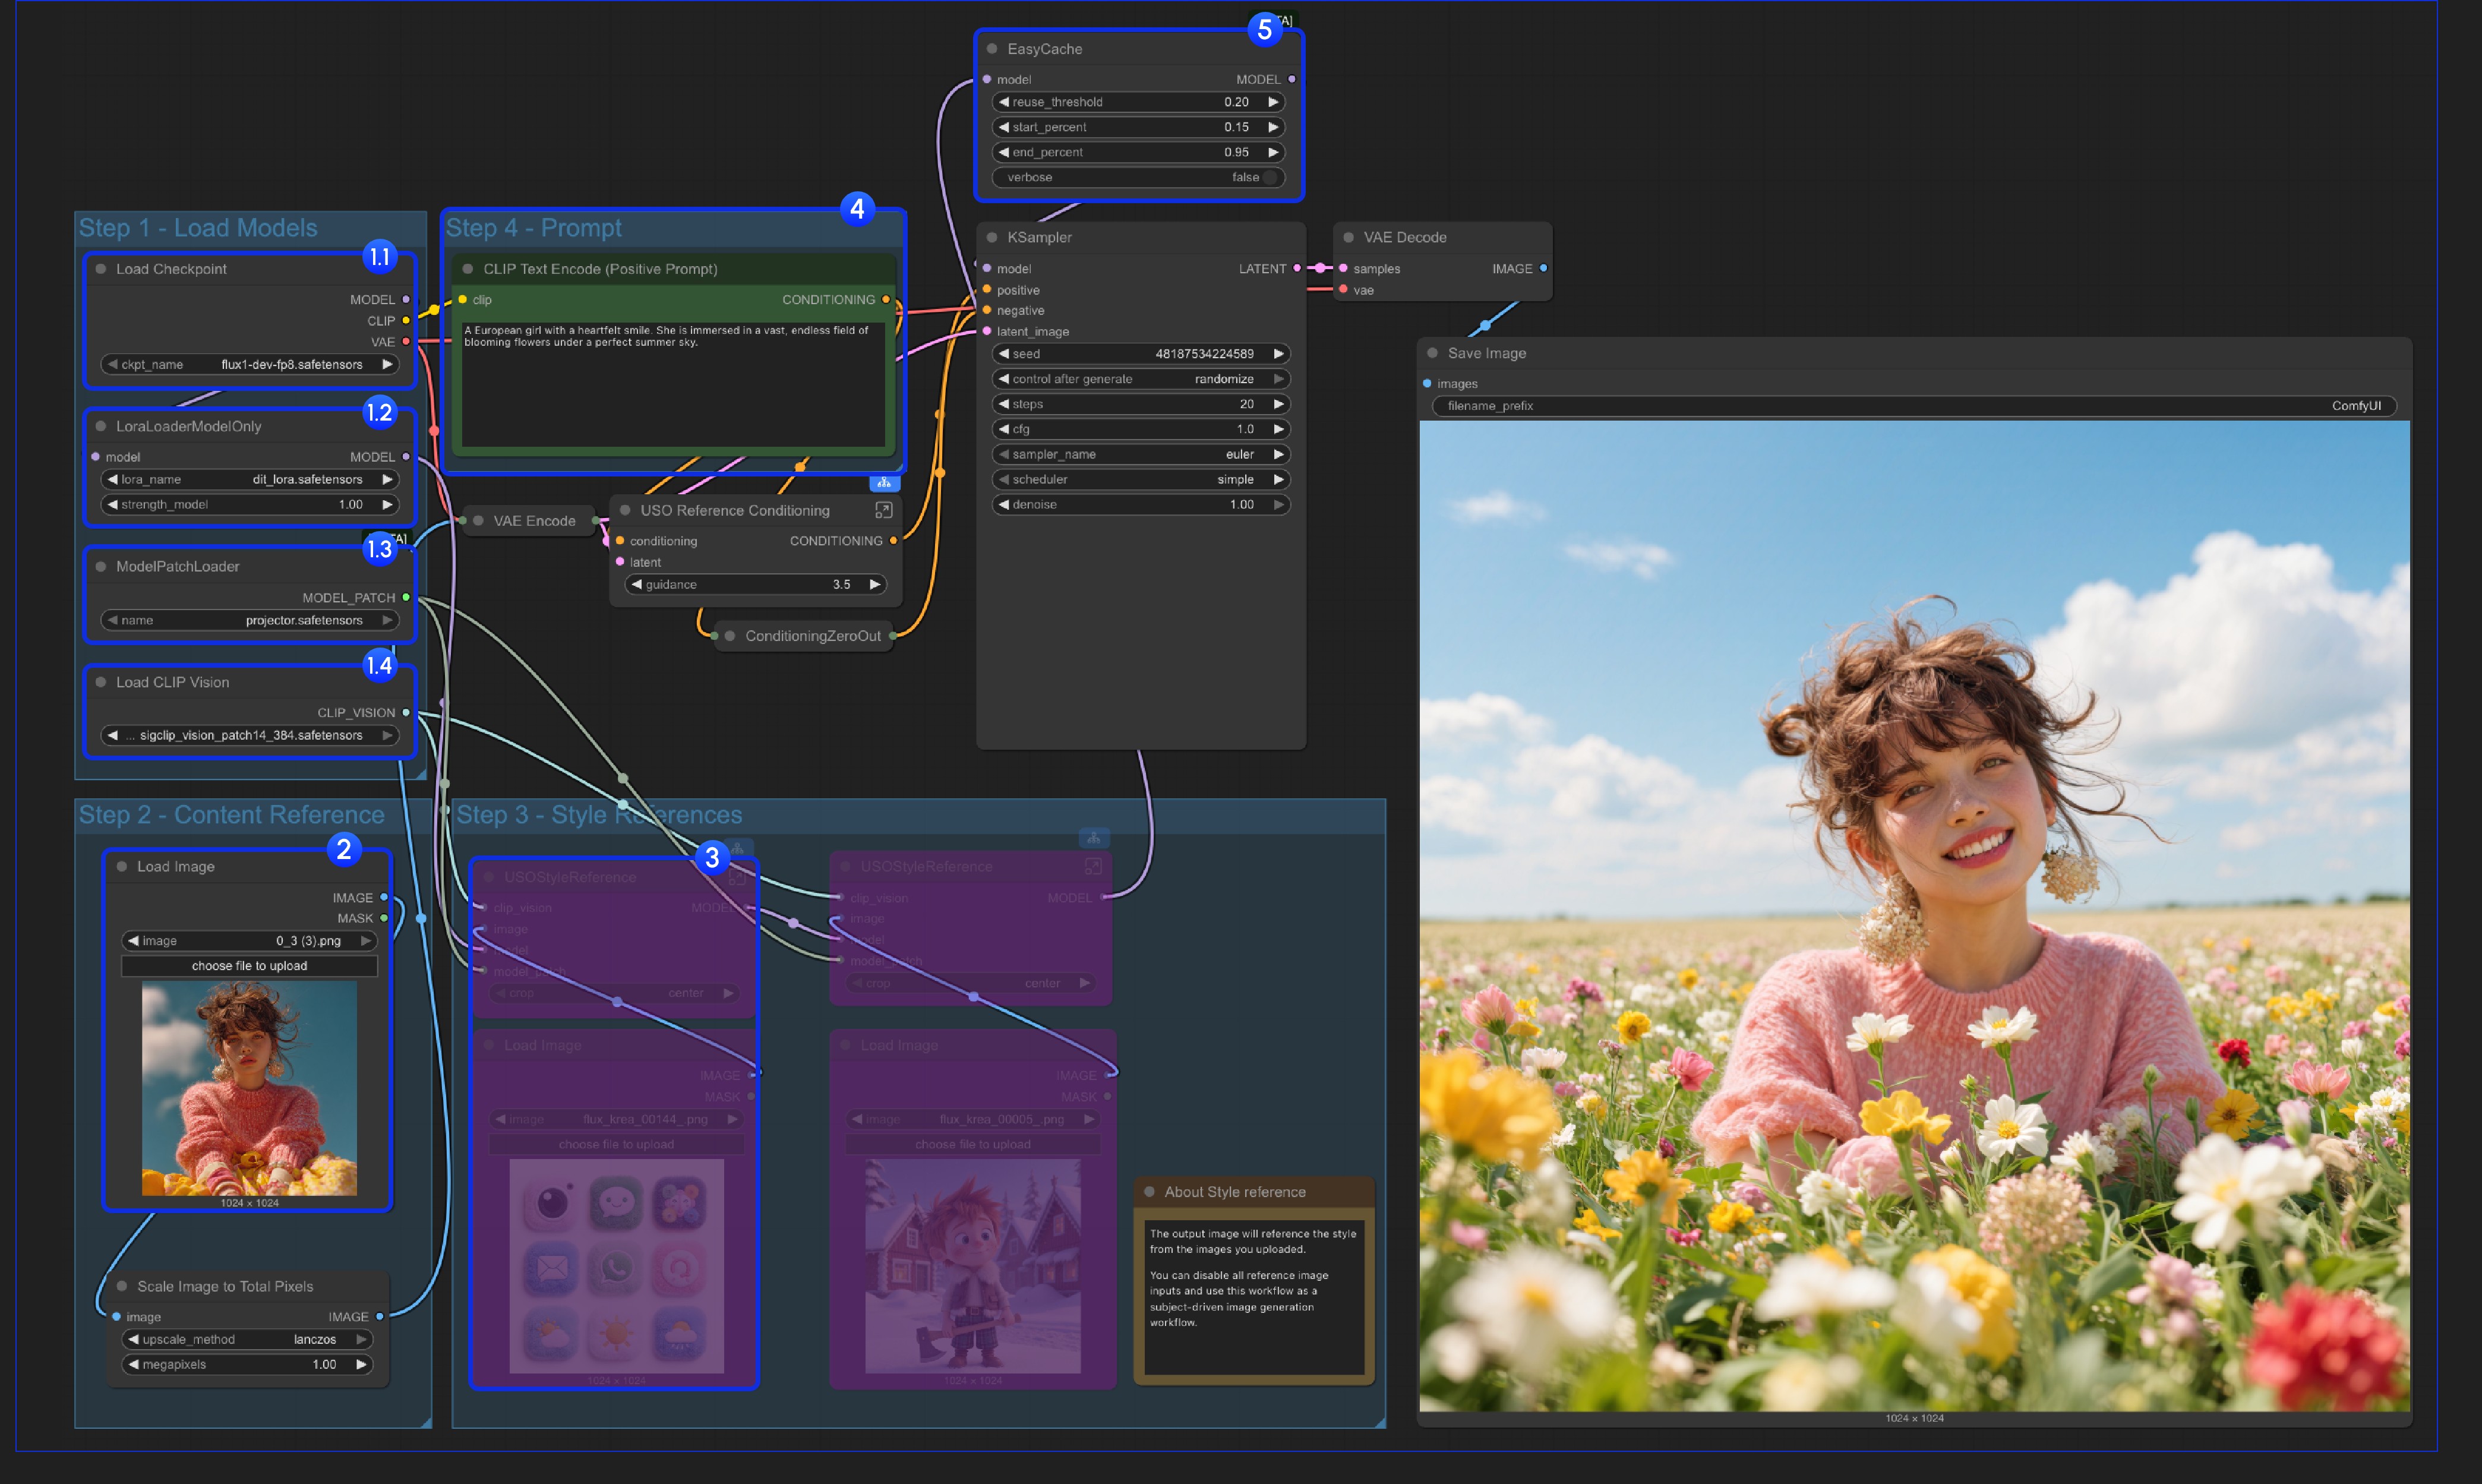 5
TA]
EasyCache
model MODEL
reuse_threshold 0.20
start_percent 0.15
end_percent 0.95
verbose false
Step 1 - Load Models
1.1
Load Checkpoint
MODEL
CLIP
VAE
ckpt_name flux1-dev-fp8.safetensors
1.2
LoraLoaderModelOnly
model MODEL
lora_name dit_lora.safetensors
strength_model 1.00
1.3
A]
ModelPatchLoader
MODEL_PATCH
name projector.safetensors
1.4
Load CLIP Vision
CLIP_VISION
... sigclip_vision_patch14_384.safetensors
Step 4 - Prompt
4
CLIP Text Encode (Positive Prompt)
clip CONDITIONING
A European girl with a heartfelt smile. She is immersed in a vast, endless field of
blooming flowers under a perfect summer sky.
VAE Encode
USO Reference Conditioning
conditioning CONDITIONING
latent
guidance 3.5
ConditioningZeroOut
KSampler
model LATENT
positive
negative
latent_image
seed 48187534224589
control after generate randomize
steps 20
cfg 1.0
sampler_name euler
scheduler simple
denoise 1.00
VAE Decode
samples IMAGE
vae
Save Image
images
filename_prefix ComfyUI
1024 × 1024
Step 2 - Content Reference
2
Load Image
IMAGE
MASK
image 0_3 (3).png
choose file to upload
1024 × 1024
Scale Image to Total Pixels
image IMAGE
upscale_method lanczos
megapixels 1.00
Step 3 - Style References
3
USOStyleReference
clip_vision MODEL
image
model
model_patch
crop center
Load Image
IMAGE
MASK
image flux_krea_00144_.png
choose file to upload
1024 × 1024
USOStyleReference
clip_vision MODEL
image
model
model_patch
crop center
Load Image
IMAGE
MASK
image flux_krea_00005_.png
choose file to upload
1024 × 1024
About Style reference
The output image will reference the style
from the images you uploaded.
You can disable all reference image
inputs and use this workflow as a
subject-driven image generation
workflow.